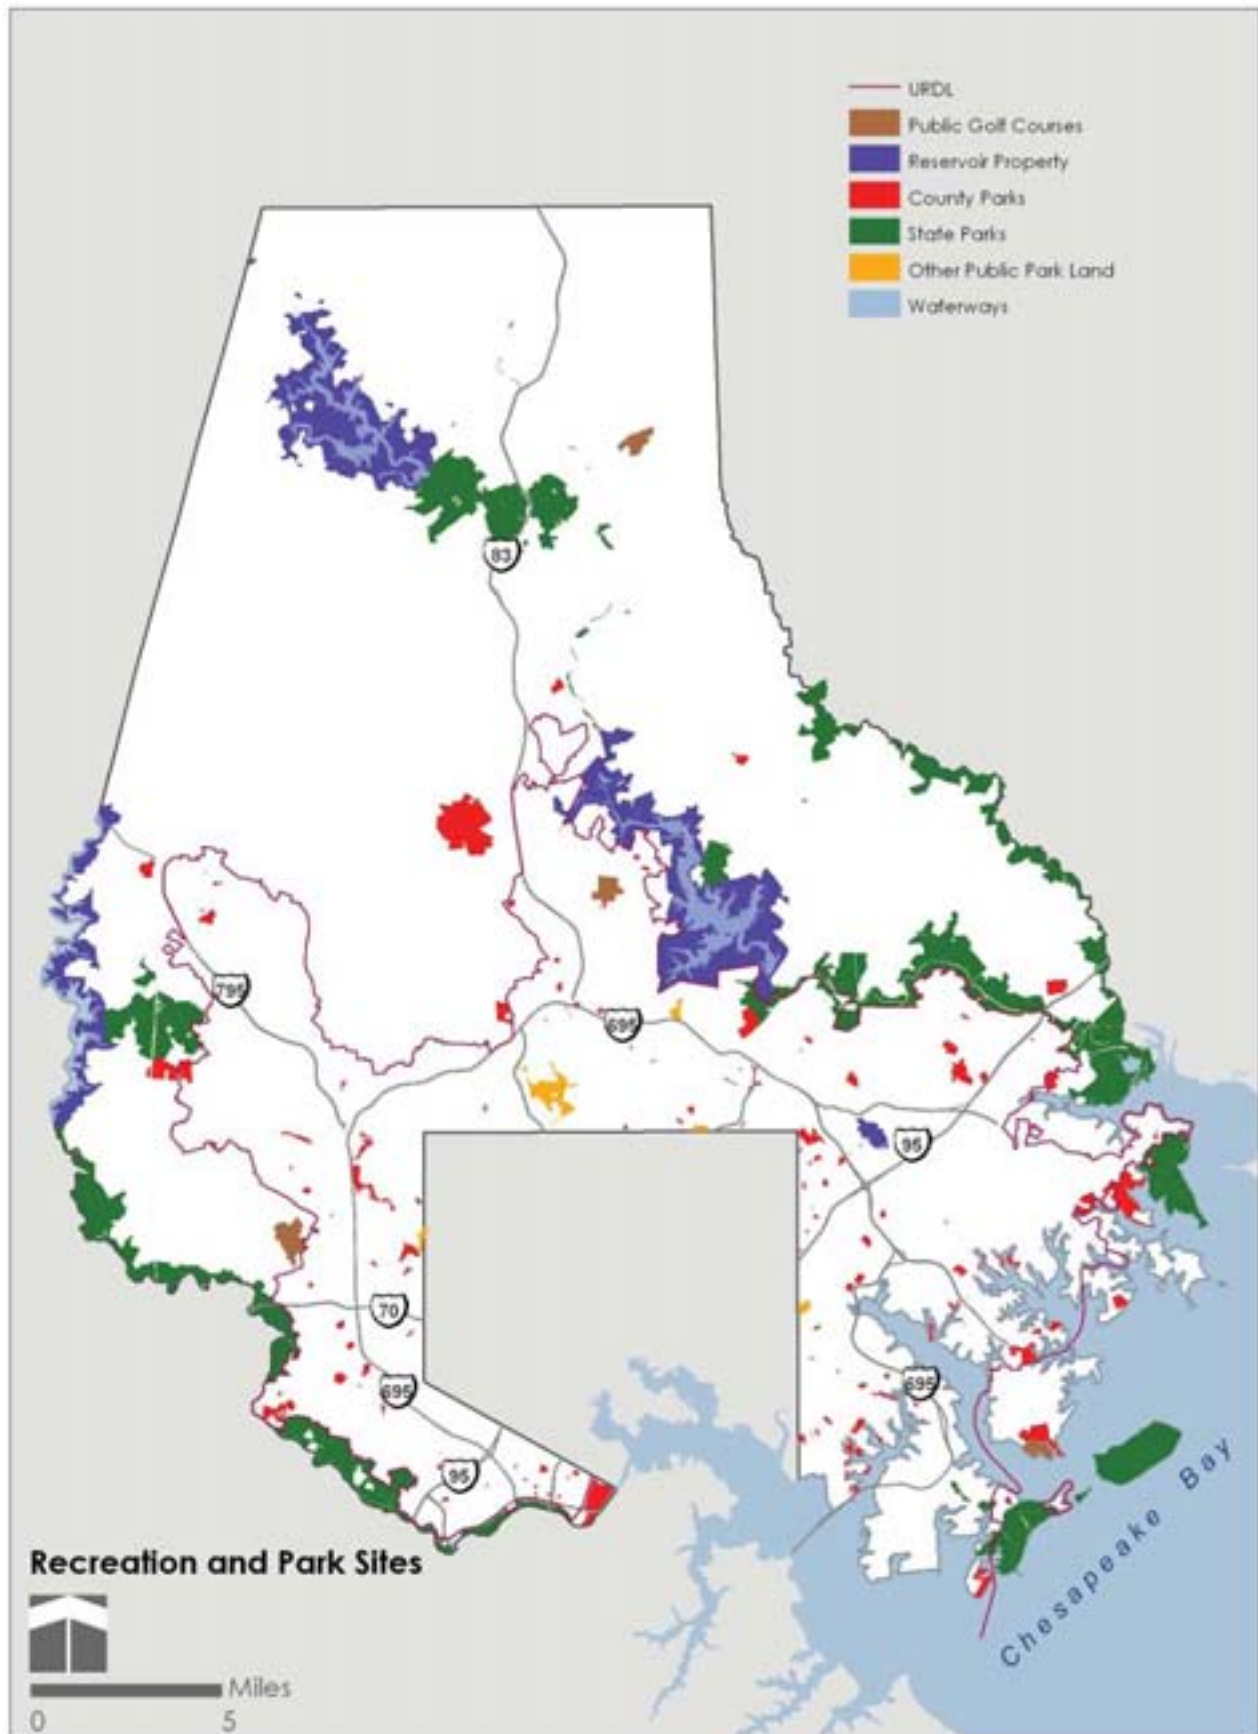 URDL
Public Golf Courses
Reservoir Property
County Parks
State Parks
Other Public Park Land
Waterways
83
795
695
95
70
695
695
95
Chesapeake Bay
Recreation and Park Sites
Miles
0 5